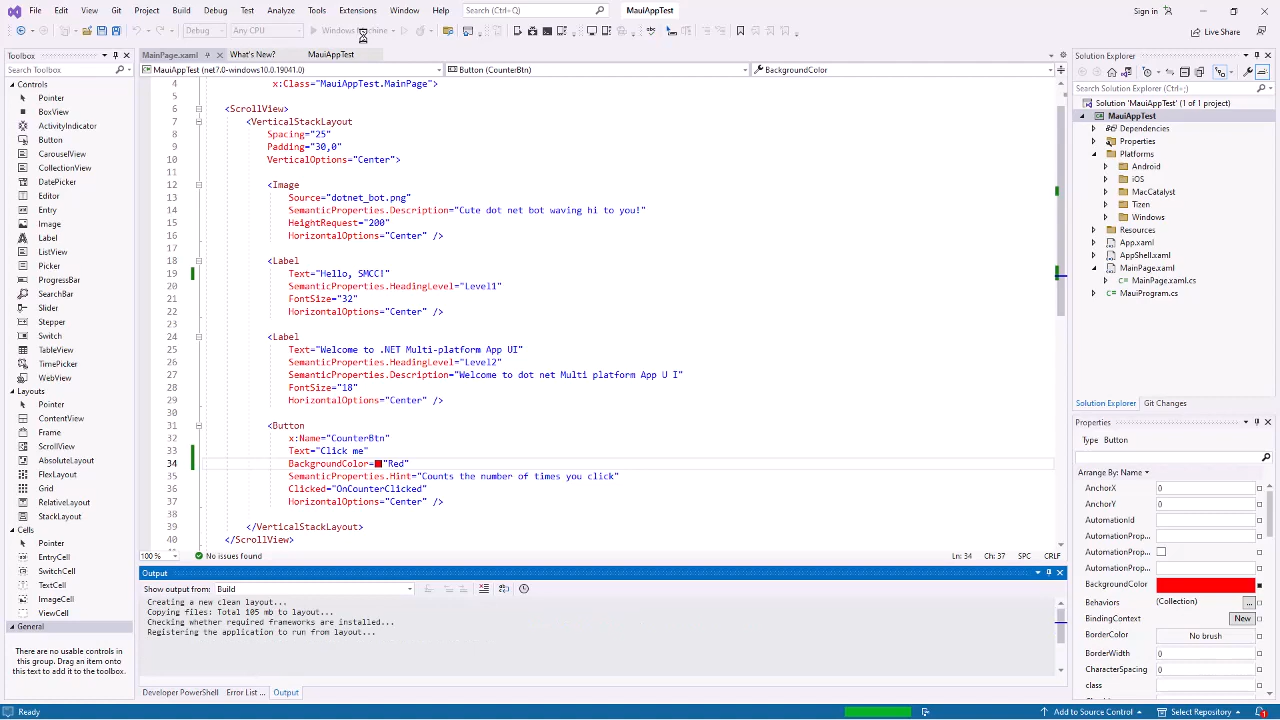 File Edit View Git Project Build Debug Test Analyze Tools Extensions Window Help Search (Ctrl+Q) MauiAppTest Sign in
Debug Any CPU Windows Machine Live Share
Toolbox
Search Toolbox
Controls
Pointer
BoxView
ActivityIndicator
Button
CarouselView
CollectionView
DatePicker
Editor
Entry
Image
Label
ListView
Picker
ProgressBar
SearchBar
Slider
Stepper
Switch
TableView
TimePicker
WebView
Layouts
Pointer
ContentView
Frame
ScrollView
AbsoluteLayout
FlexLayout
Grid
RelativeLayout
StackLayout
Cells
Pointer
EntryCell
SwitchCell
TextCell
ImageCell
ViewCell
General
There are no usable controls in
this group. Drag an item onto
this text to add it to the toolbox.
MainPage.xaml What's New? MauiAppTest
MauiAppTest (net7.0-windows10.0.19041.0) Button (CounterBtn) BackgroundColor
4 x:Class="MauiAppTest.MainPage">
5
6 <ScrollView>
7 <VerticalStackLayout
8 Spacing="25"
9 Padding="30,0"
10 VerticalOptions="Center">
11
12 <Image
13 Source="dotnet_bot.png"
14 SemanticProperties.Description="Cute dot net bot waving hi to you!"
15 HeightRequest="200"
16 HorizontalOptions="Center" />
17
18 <Label
19 Text="Hello, SMCC!"
20 SemanticProperties.HeadingLevel="Level1"
21 FontSize="32"
22 HorizontalOptions="Center" />
23
24 <Label
25 Text="Welcome to .NET Multi-platform App UI"
26 SemanticProperties.HeadingLevel="Level2"
27 SemanticProperties.Description="Welcome to dot net Multi platform App U I"
28 FontSize="18"
29 HorizontalOptions="Center" />
30
31 <Button
32 x:Name="CounterBtn"
33 Text="Click me"
34 BackgroundColor="Red"
35 SemanticProperties.Hint="Counts the number of times you click"
36 Clicked="OnCounterClicked"
37 HorizontalOptions="Center" />
38
39 </VerticalStackLayout>
40 </ScrollView>
100 % No issues found Ln: 34 Ch: 37 SPC CRLF
Output
Show output from: Build
Creating a new clean layout...
Copying files: Total 105 mb to layout...
Checking whether required frameworks are installed...
Registering the application to run from layout...
Developer PowerShell Error List ... Output
Solution Explorer
Search Solution Explorer (Ctrl+;)
Solution 'MauiAppTest' (1 of 1 project)
MauiAppTest
Dependencies
Properties
Platforms
Android
iOS
MacCatalyst
Tizen
Windows
Resources
App.xaml
AppShell.xaml
MainPage.xaml
MainPage.xaml.cs
MauiProgram.cs
Solution Explorer Git Changes
Properties
Type Button
Arrange By: Name
AnchorX 0
AnchorY 0
AutomationId
AutomationProp...
AutomationProp...
AutomationProp...
BackgroundColor
Behaviors (Collection) ...
BindingContext New
BorderColor No brush
BorderWidth 0
CharacterSpacing 0
class
Ready Add to Source Control Select Repository 1